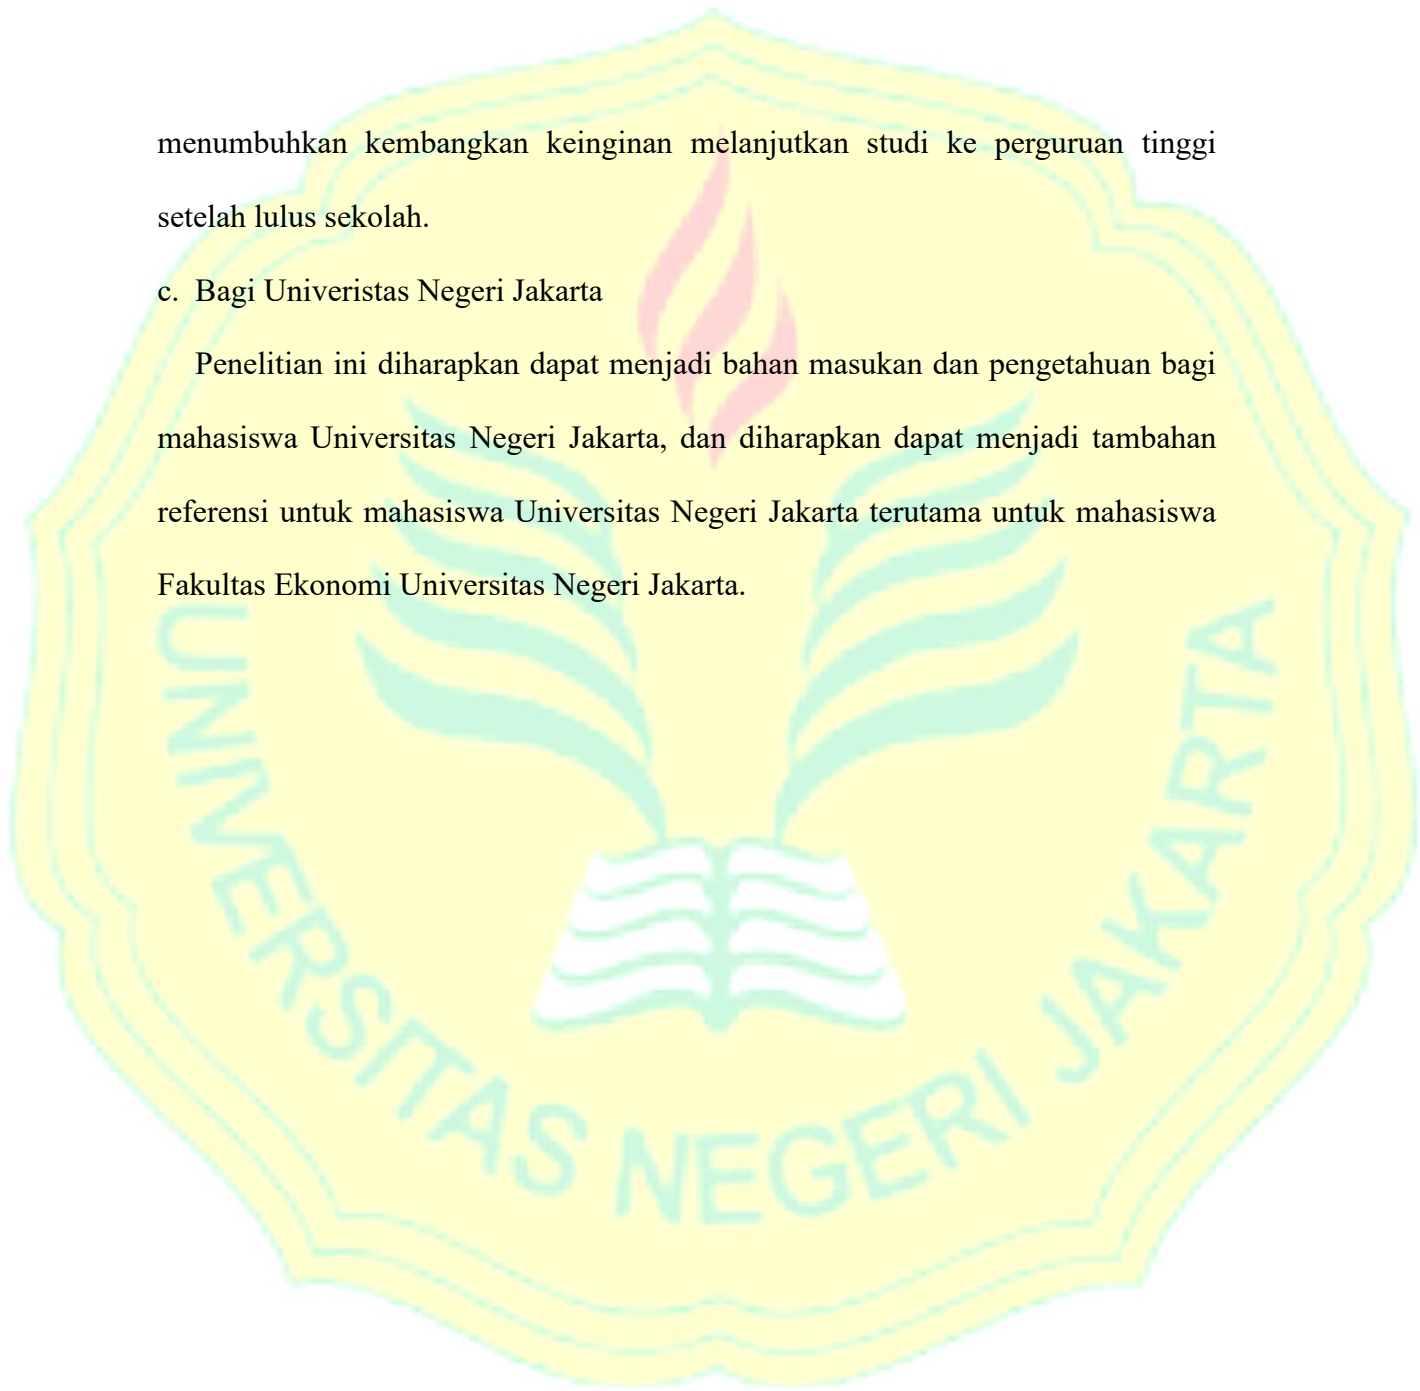 menumbuhkan kembangkan keinginan melanjutkan studi ke perguruan tinggi
setelah lulus sekolah.
c. Bagi Univeristas Negeri Jakarta
Penelitian ini diharapkan dapat menjadi bahan masukan dan pengetahuan bagi
mahasiswa Universitas Negeri Jakarta, dan diharapkan dapat menjadi tambahan
referensi untuk mahasiswa Universitas Negeri Jakarta terutama untuk mahasiswa
Fakultas Ekonomi Universitas Negeri Jakarta.
UNIVERSITAS NEGERI JAKARTA